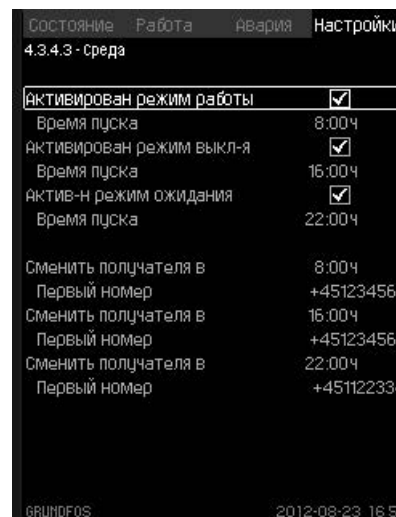 Состояние Работа Авария Настройки
4.3.4.3 - Среда
Активирован режим работы
Время пуска 8:00ч
Активирован режим выкл-я
Время пуска 16:00ч
Актив-н режим ожидания
Время пуска 22:00ч
Сменить получателя в 8:00ч
Первый номер +45123456
Сменить получателя в 16:00ч
Первый номер +45123456
Сменить получателя в 22:00ч
Первый номер +45112233
GRUNDFOS 2012-08-23 16:5